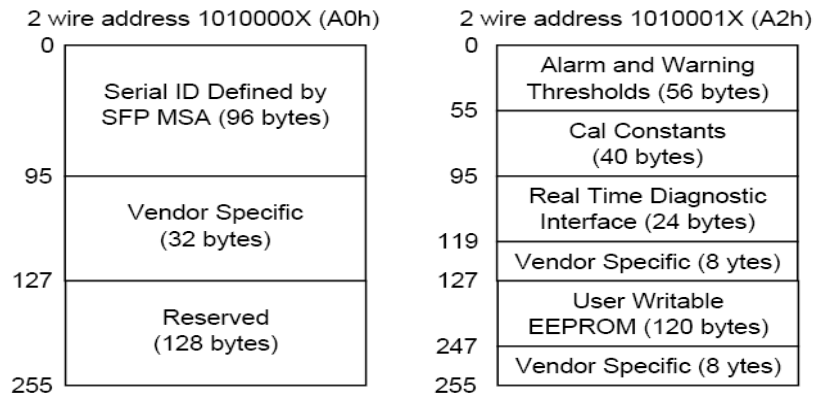 2 wire address 1010000X (A0h)
0
Serial ID Defined by
SFP MSA (96 bytes)
95
Vendor Specific
(32 bytes)
127
Reserved
(128 bytes)
255
2 wire address 1010001X (A2h)
0
Alarm and Warning
Thresholds (56 bytes)
55
Cal Constants
(40 bytes)
95
Real Time Diagnostic
Interface (24 bytes)
119
Vendor Specific (8 ytes)
127
User Writable
EEPROM (120 bytes)
247
Vendor Specific (8 ytes)
255